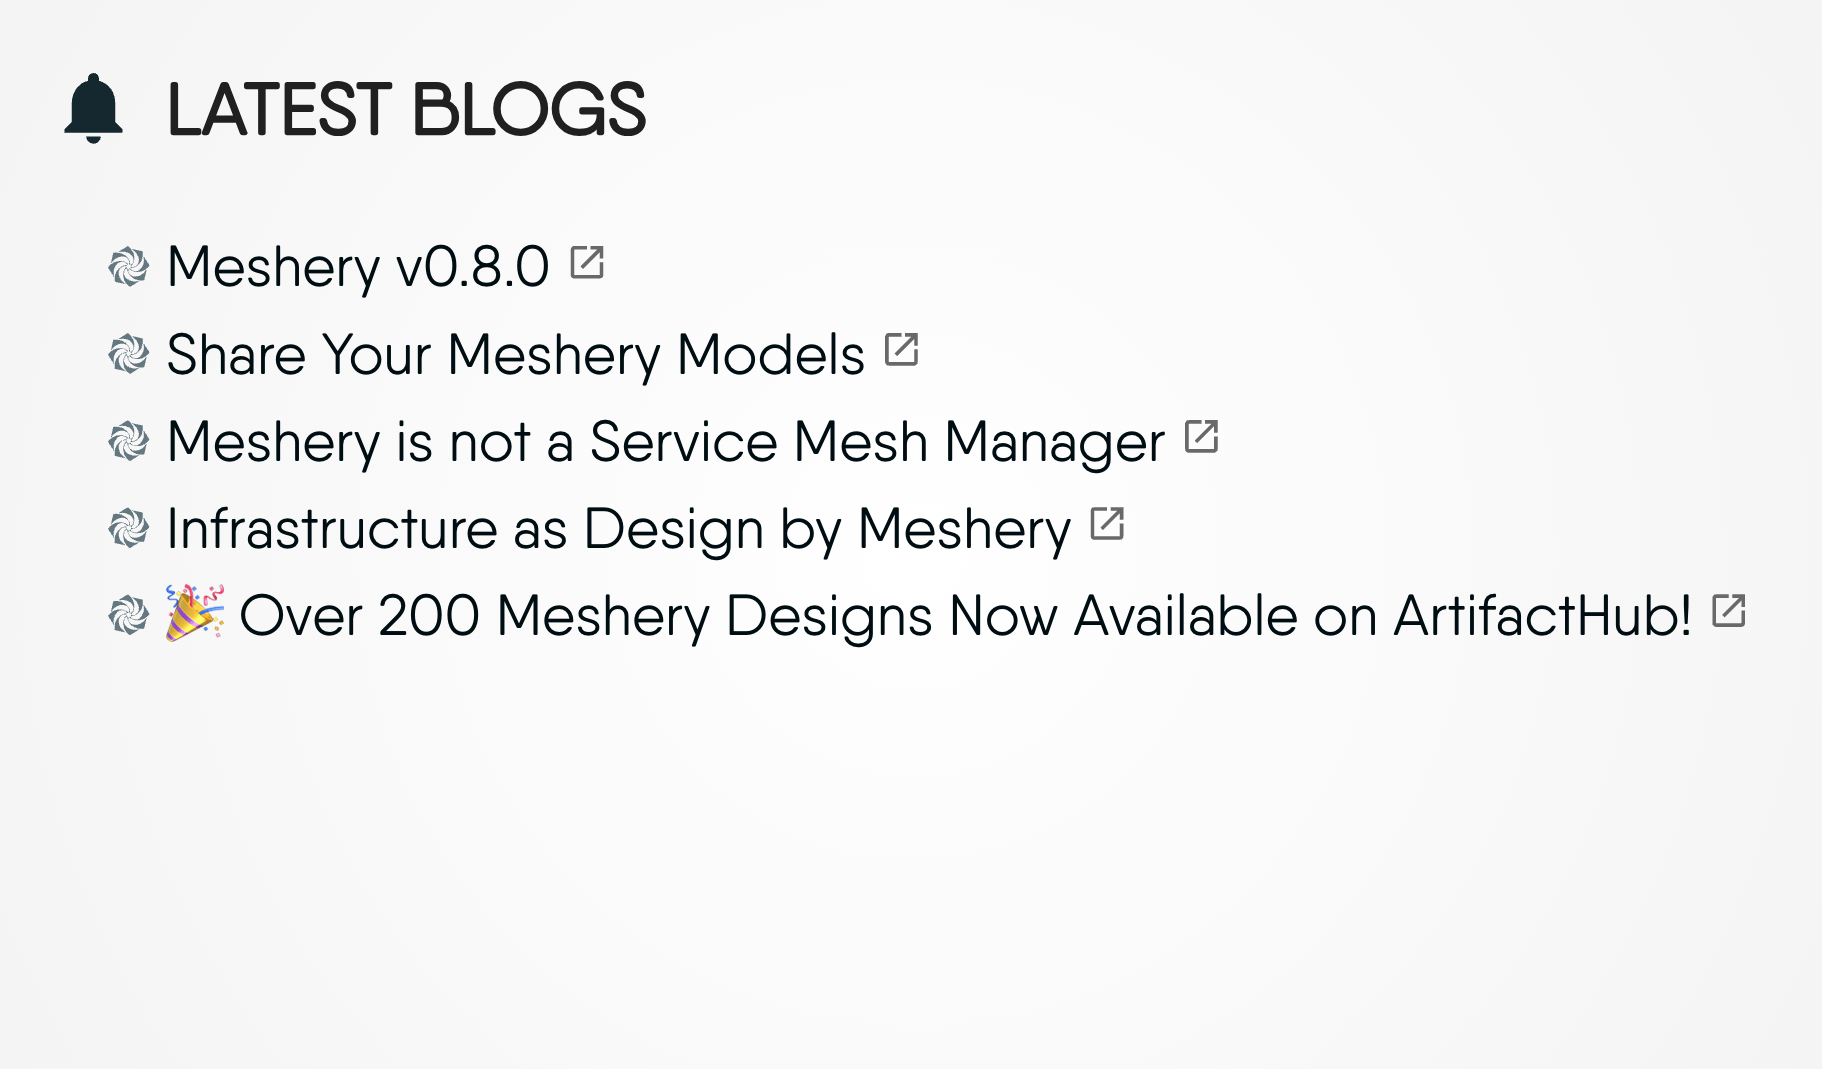 LATEST BLOGS
Meshery v0.8.0
Share Your Meshery Models
Meshery is not a Service Mesh Manager
Infrastructure as Design by Meshery
🎉 Over 200 Meshery Designs Now Available on ArtifactHub!